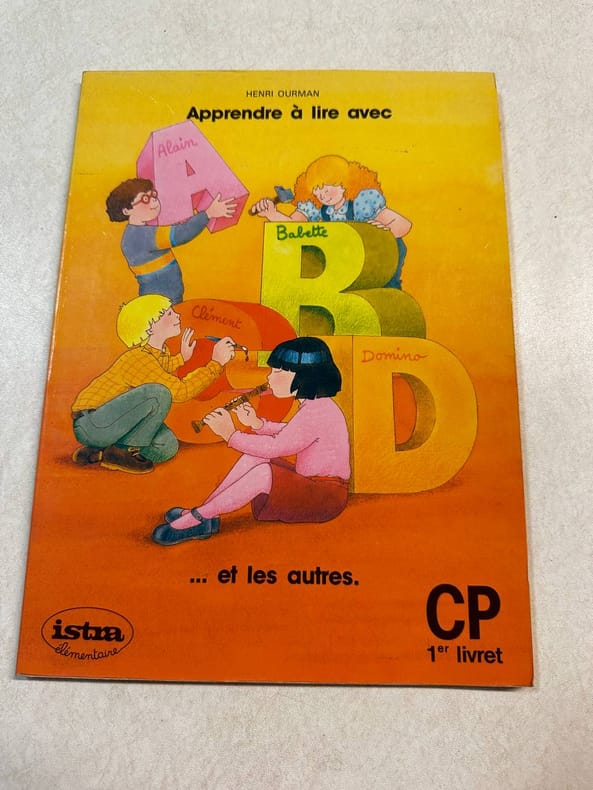 HENRI OURMAN
Apprendre à lire avec
Alain
A
Babette
B
Clément
C
Domino
D
... et les autres.
CP
1er livret
istra
élémentaire